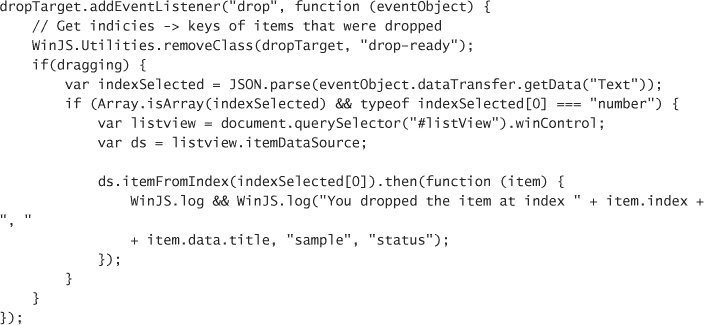 dropTarget.addEventListener("drop", function (eventObject) {
    // Get indicies -> keys of items that were dropped
    WinJS.Utilities.removeClass(dropTarget, "drop-ready");
    if(dragging) {
        var indexSelected = JSON.parse(eventObject.dataTransfer.getData("Text"));
        if (Array.isArray(indexSelected) && typeof indexSelected[0] === "number") {
            var listview = document.querySelector("#listView").winControl;
            var ds = listview.itemDataSource;

            ds.itemFromIndex(indexSelected[0]).then(function (item) {
                WinJS.log && WinJS.log("You dropped the item at index " + item.index +
", "
                + item.data.title, "sample", "status");
            });
        }
    }
});